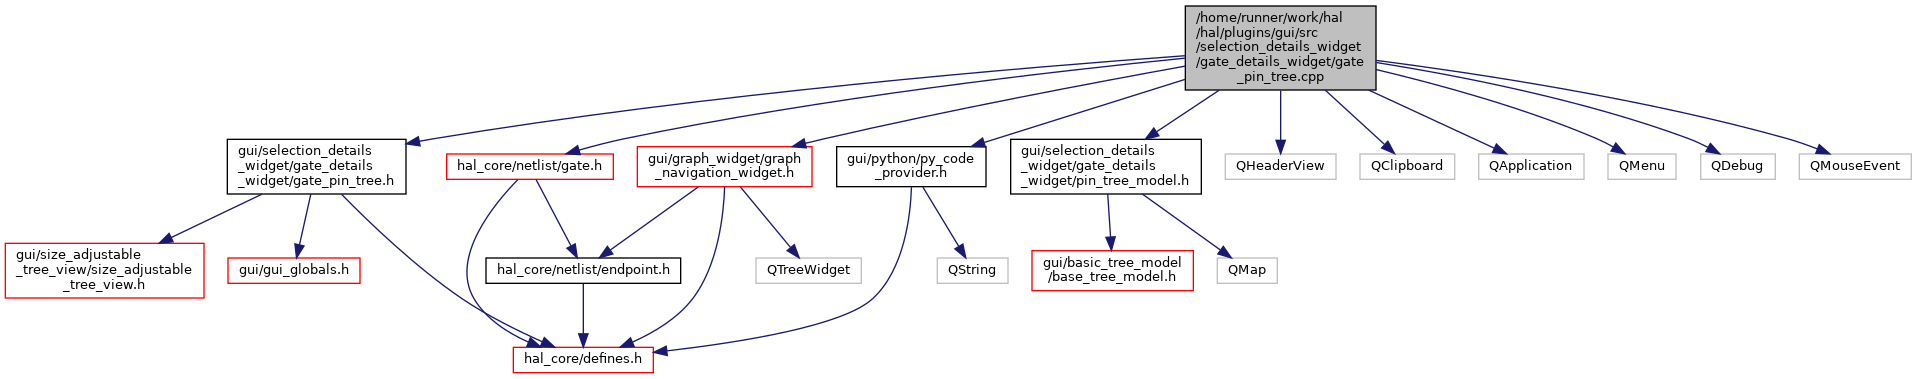 /home/runner/work/hal
/hal/plugins/gui/src
/selection_details_widget
/gate_details_widget/gate
_pin_tree.cpp
gui/selection_details
_widget/gate_details
_widget/gate_pin_tree.h
hal_core/netlist/gate.h
gui/graph_widget/graph
_navigation_widget.h
gui/python/py_code
_provider.h
gui/selection_details
_widget/gate_details
_widget/pin_tree_model.h
QHeaderView
QClipboard
QApplication
QMenu
QDebug
QMouseEvent
gui/size_adjustable
_tree_view/size_adjustable
_tree_view.h
gui/gui_globals.h
hal_core/netlist/endpoint.h
QTreeWidget
QString
gui/basic_tree_model
/base_tree_model.h
QMap
hal_core/defines.h